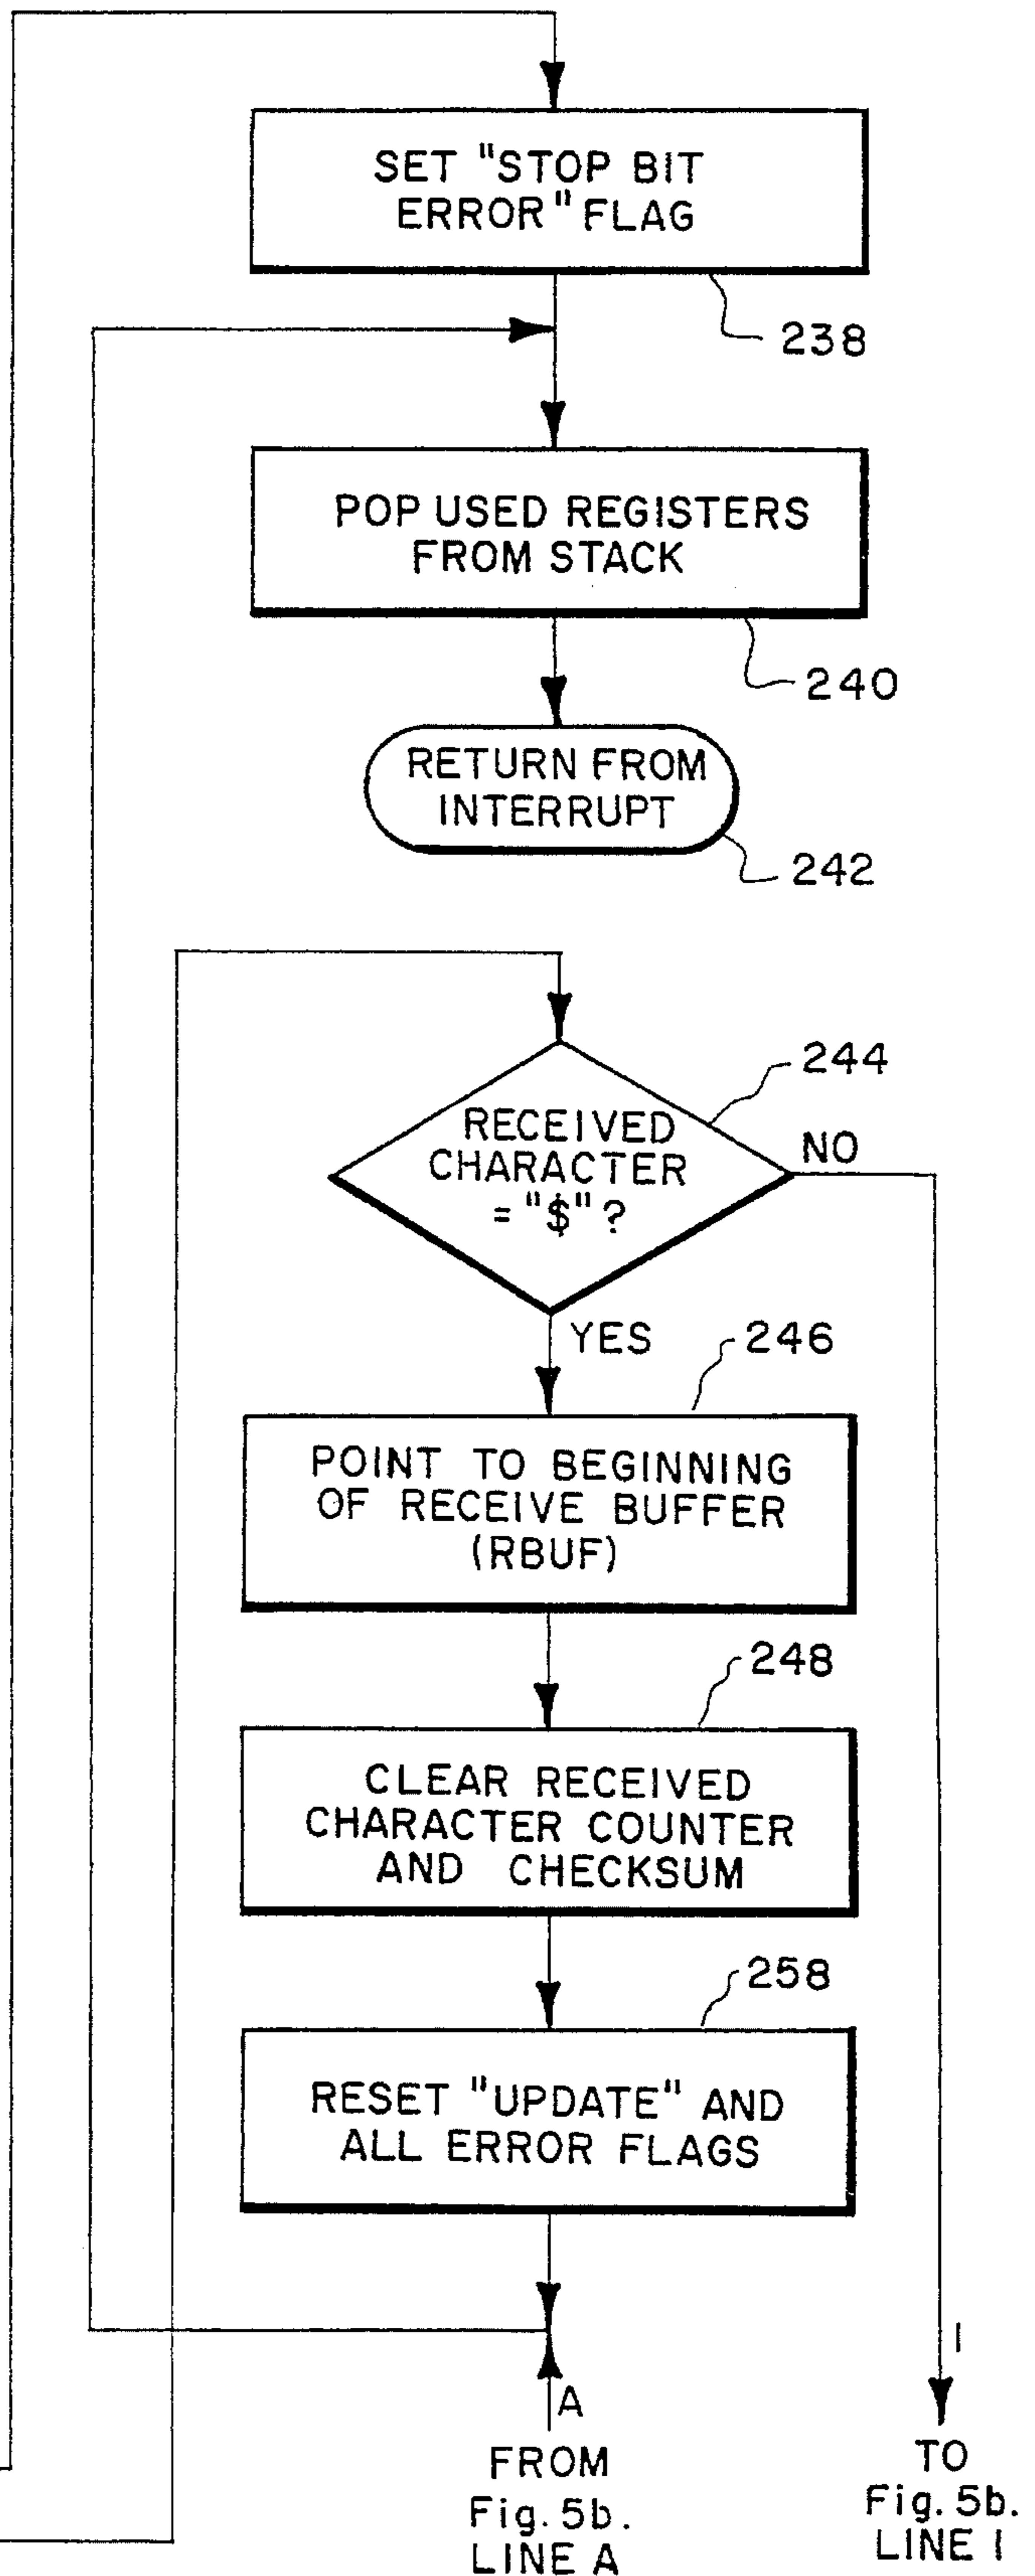 SET "STOP BIT
ERROR" FLAG
238
POP USED REGISTERS
FROM STACK
240
RETURN FROM
INTERRUPT
242
244
RECEIVED
CHARACTER
= "$" ?
NO
YES
246
POINT TO BEGINNING
OF RECEIVE BUFFER
(RBUF)
248
CLEAR RECEIVED
CHARACTER COUNTER
AND CHECKSUM
258
RESET "UPDATE" AND
ALL ERROR FLAGS
I
A
FROM
Fig. 5b.
LINE A
TO
Fig. 5b.
LINE I